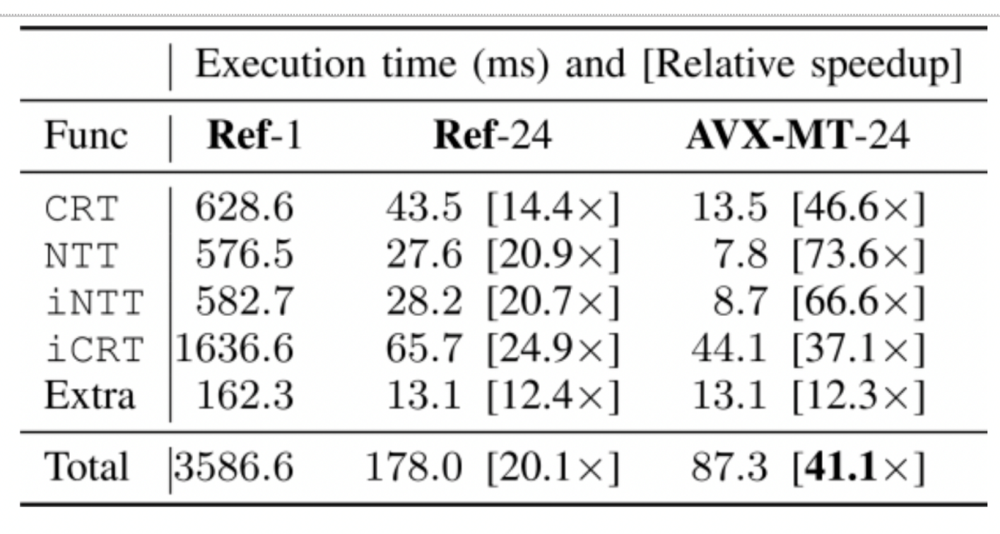 Execution time (ms) and [Relative speedup]
Func Ref-1 Ref-24 AVX-MT-24
CRT 628.6 43.5 [14.4×] 13.5 [46.6×]
NTT 576.5 27.6 [20.9×] 7.8 [73.6×]
iNTT 582.7 28.2 [20.7×] 8.7 [66.6×]
iCRT 1636.6 65.7 [24.9×] 44.1 [37.1×]
Extra 162.3 13.1 [12.4×] 13.1 [12.3×]
Total 3586.6 178.0 [20.1×] 87.3 [41.1×]